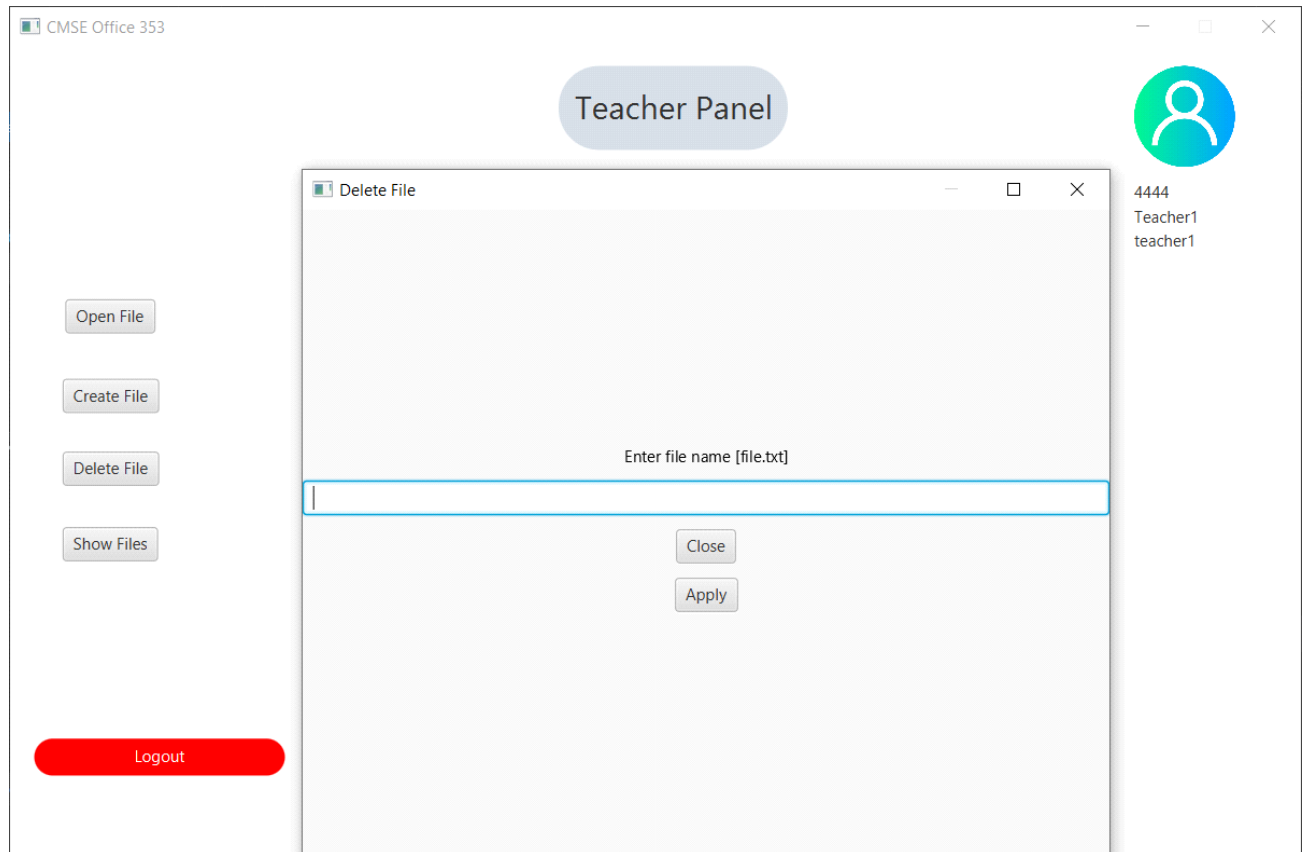 CMSE Office 353
Teacher Panel
4444
Teacher1
teacher1
Open File
Create File
Delete File
Show Files
Logout
Delete File
Enter file name [file.txt]
Close
Apply